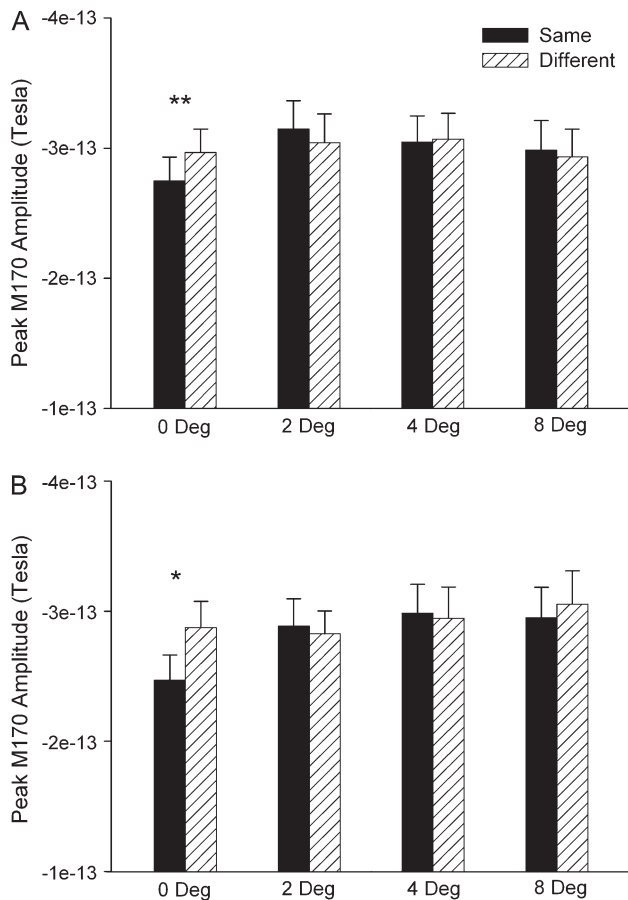 A
Peak M170 Amplitude (Tesla)
-4e-13
-3e-13
-2e-13
-1e-13
Same
Different
**
0 Deg
2 Deg
4 Deg
8 Deg
B
Peak M170 Amplitude (Tesla)
-4e-13
-3e-13
-2e-13
-1e-13
*
0 Deg
2 Deg
4 Deg
8 Deg